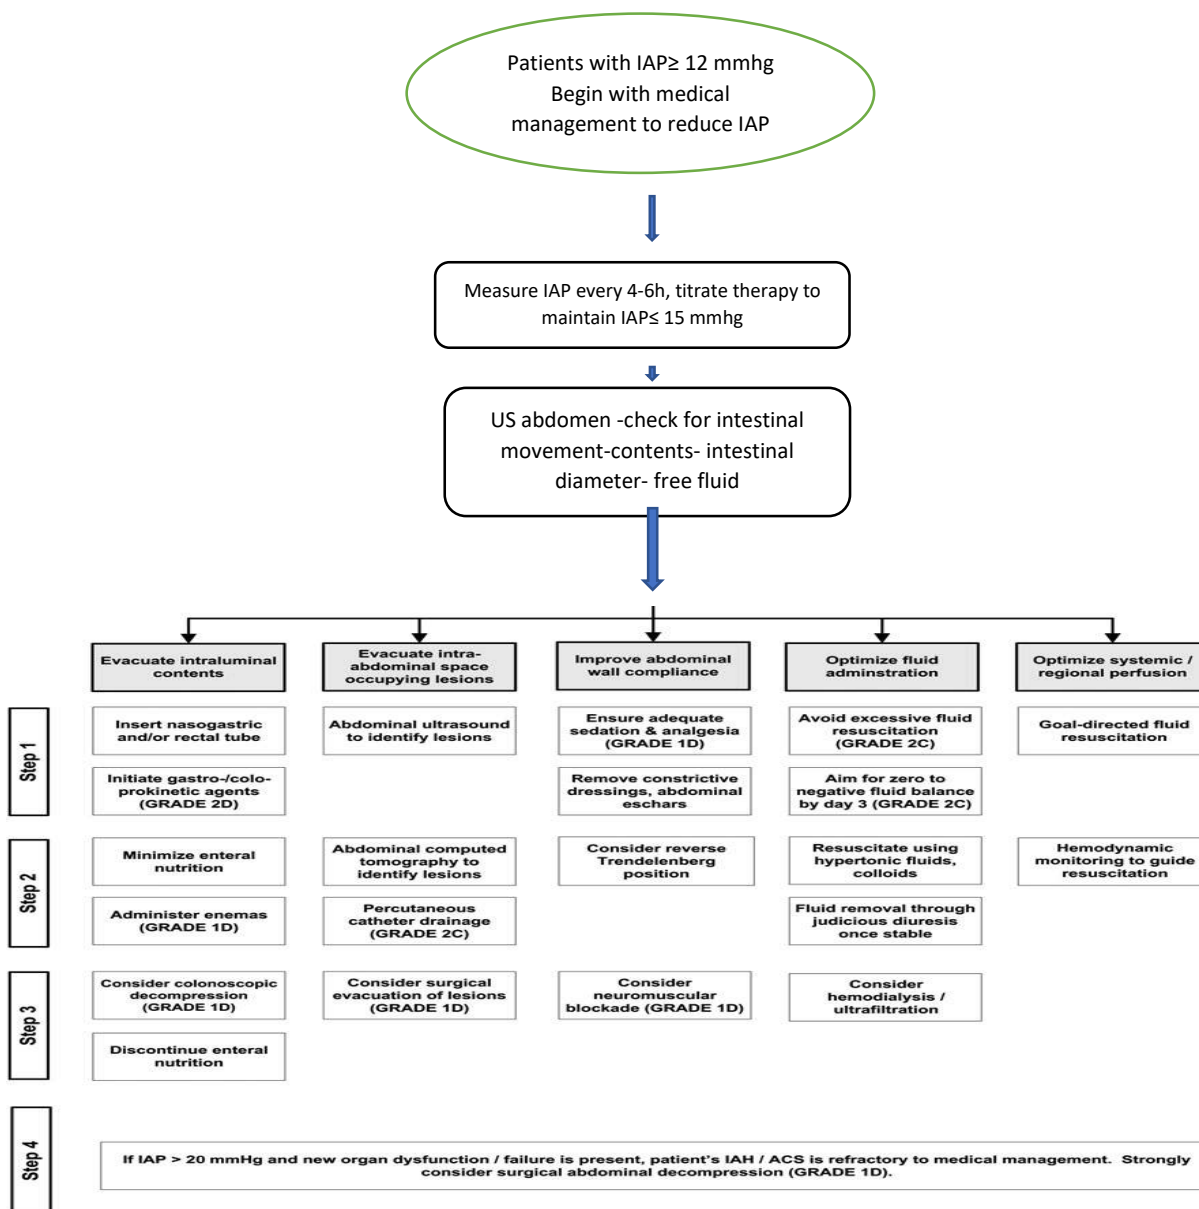 Patients with IAP≥ 12 mmhg
Begin with medical
management to reduce IAP
Measure IAP every 4-6h, titrate therapy to
maintain IAP≤ 15 mmhg
US abdomen -check for intestinal
movement-contents- intestinal
diameter- free fluid
Evacuate intraluminal
contents
Evacuate intra-
abdominal space
occupying lesions
Improve abdominal
wall compliance
Optimize fluid
adminstration
Optimize systemic /
regional perfusion
Step 1
Insert nasogastric
and/or rectal tube
Abdominal ultrasound
to identify lesions
Ensure adequate
sedation & analgesia
(GRADE 1D)
Avoid excessive fluid
resuscitation
(GRADE 2C)
Goal-directed fluid
resuscitation
Initiate gastro-/colo-
prokinetic agents
(GRADE 2D)
Remove constrictive
dressings, abdominal
eschars
Aim for zero to
negative fluid balance
by day 3 (GRADE 2C)
Step 2
Minimize enteral
nutrition
Abdominal computed
tomography to
identify lesions
Consider reverse
Trendelenberg
position
Resuscitate using
hypertonic fluids,
colloids
Hemodynamic
monitoring to guide
resuscitation
Administer enemas
(GRADE 1D)
Percutaneous
catheter drainage
(GRADE 2C)
Fluid removal through
judicious diuresis
once stable
Step 3
Consider colonoscopic
decompression
(GRADE 1D)
Consider surgical
evacuation of lesions
(GRADE 1D)
Consider
neuromuscular
blockade (GRADE 1D)
Consider
hemodialysis /
ultrafiltration
Discontinue enteral
nutrition
Step 4
If IAP > 20 mmHg and new organ dysfunction / failure is present, patient's IAH / ACS is refractory to medical management. Strongly
consider surgical abdominal decompression (GRADE 1D).